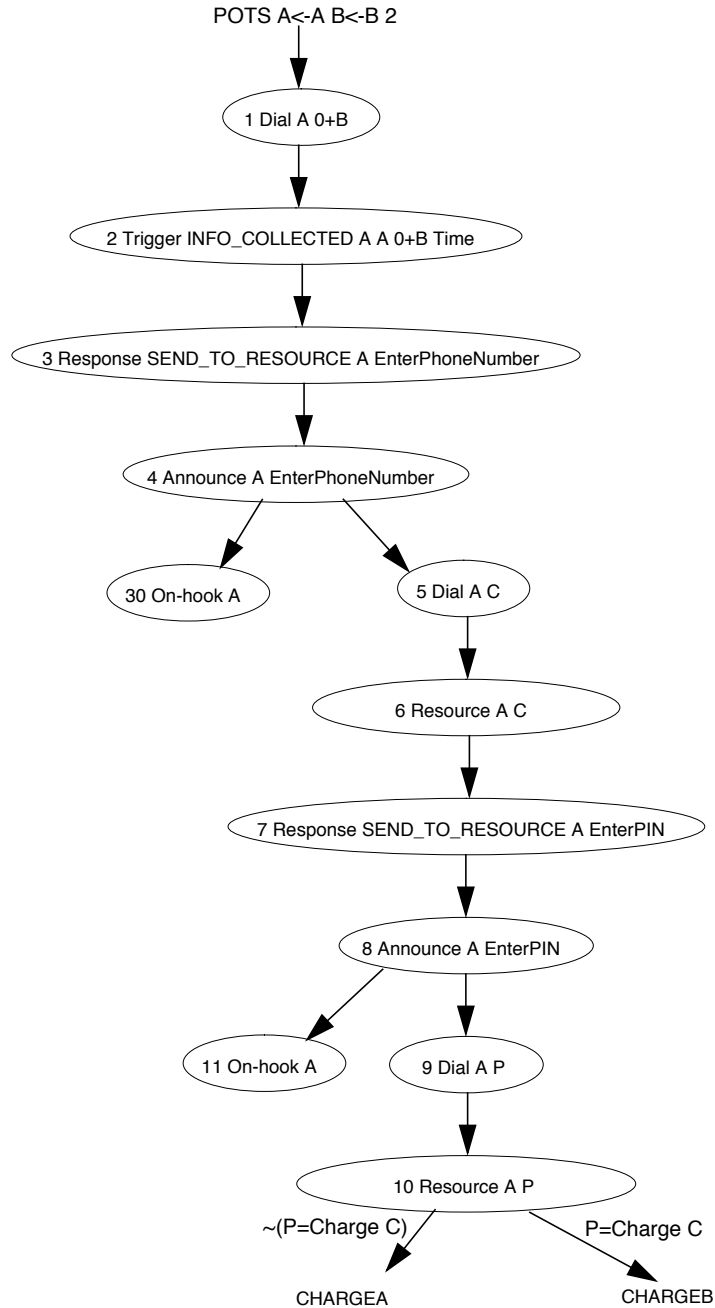 POTS A<-A B<-B 2
1 Dial A 0+B
2 Trigger INFO_COLLECTED A A 0+B Time
3 Response SEND_TO_RESOURCE A EnterPhoneNumber
4 Announce A EnterPhoneNumber
30 On-hook A
5 Dial A C
6 Resource A C
7 Response SEND_TO_RESOURCE A EnterPIN
8 Announce A EnterPIN
11 On-hook A
9 Dial A P
10 Resource A P
~(P=Charge C)
P=Charge C
CHARGEA
CHARGEB